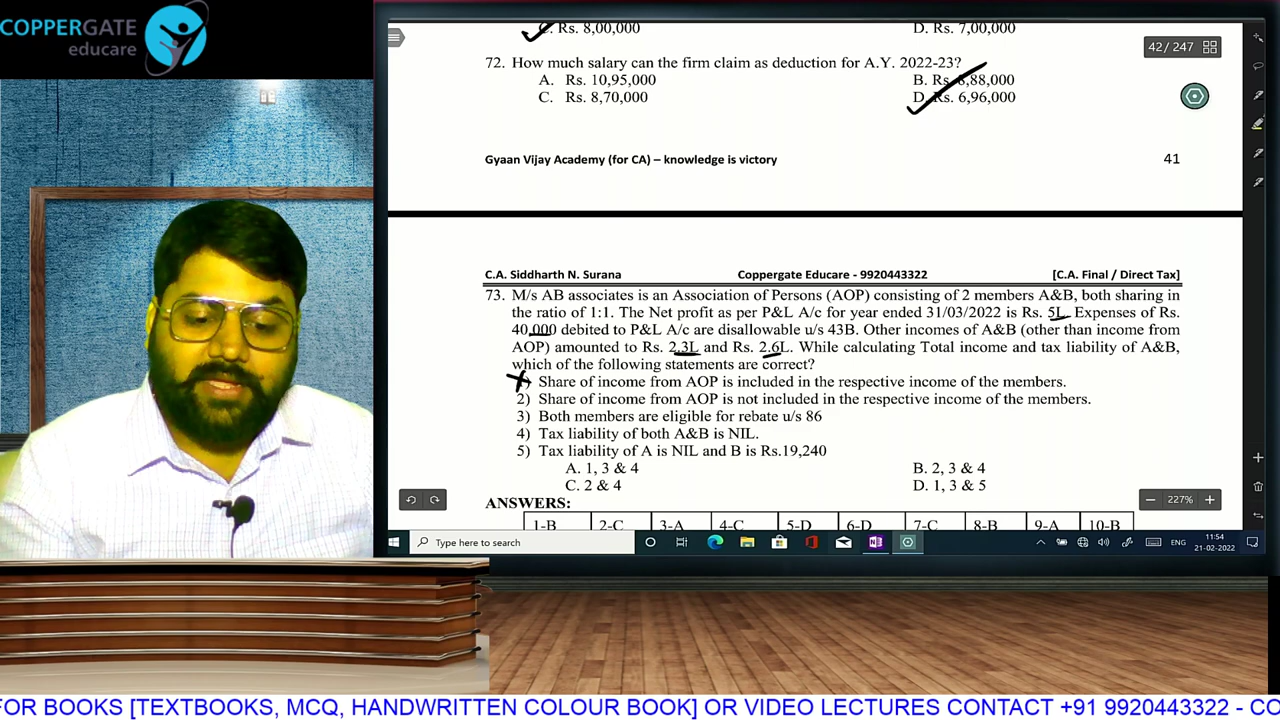 COPPERGATE
educare
C. Rs. 8,00,000 D. Rs. 7,00,000
42/247
72. How much salary can the firm claim as deduction for A.Y. 2022-23?
A. Rs. 10,95,000 B. Rs. 8,88,000
C. Rs. 8,70,000 D. Rs. 6,96,000
Gyaan Vijay Academy (for CA) – knowledge is victory 41
C.A. Siddharth N. Surana Coppergate Educare - 9920443322 [C.A. Final / Direct Tax]
73. M/s AB associates is an Association of Persons (AOP) consisting of 2 members A&B, both sharing in
the ratio of 1:1. The Net profit as per P&L A/c for year ended 31/03/2022 is Rs. 5L. Expenses of Rs.
40,000 debited to P&L A/c are disallowable u/s 43B. Other incomes of A&B (other than income from
AOP) amounted to Rs. 2.3L and Rs. 2.6L. While calculating Total income and tax liability of A&B,
which of the following statements are correct?
1) Share of income from AOP is included in the respective income of the members.
2) Share of income from AOP is not included in the respective income of the members.
3) Both members are eligible for rebate u/s 86
4) Tax liability of both A&B is NIL.
5) Tax liability of A is NIL and B is Rs.19,240
A. 1, 3 & 4 B. 2, 3 & 4
C. 2 & 4 D. 1, 3 & 5
ANSWERS:
227%
1-B 2-C 3-A 4-C 5-D 6-D 7-C 8-B 9-A 10-B
Type here to search
ENG
11:54
21-02-2022
FOR BOOKS [TEXTBOOKS, MCQ, HANDWRITTEN COLOUR BOOK] OR VIDEO LECTURES CONTACT +91 9920443322 - CO